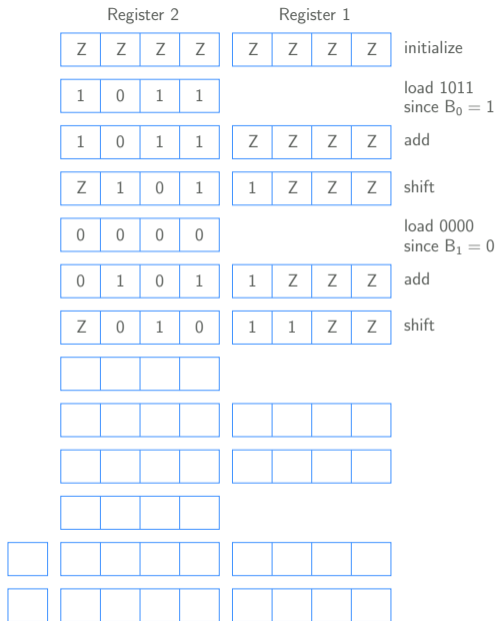 Register 2 Register 1
Z Z Z Z Z Z Z Z initialize
1 0 1 1 load 1011
since B₀ = 1
1 0 1 1 Z Z Z Z add
Z 1 0 1 1 Z Z Z shift
0 0 0 0 load 0000
since B₁ = 0
0 1 0 1 1 Z Z Z add
Z 0 1 0 1 1 Z Z shift